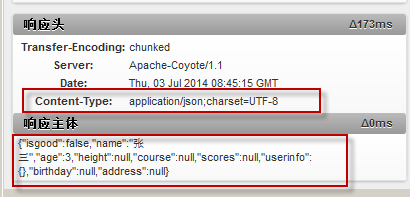 响应头 Δ173ms
Transfer-Encoding: chunked
Server: Apache-Coyote/1.1
Date: Thu, 03 Jul 2014 08:45:15 GMT
Content-Type: application/json;charset=UTF-8
响应主体 Δ0ms
{"isgood":false,"name":"张
三","age":3,"height":null,"course":null,"scores":null,"userinfo":
{},"birthday":null,"address":null}